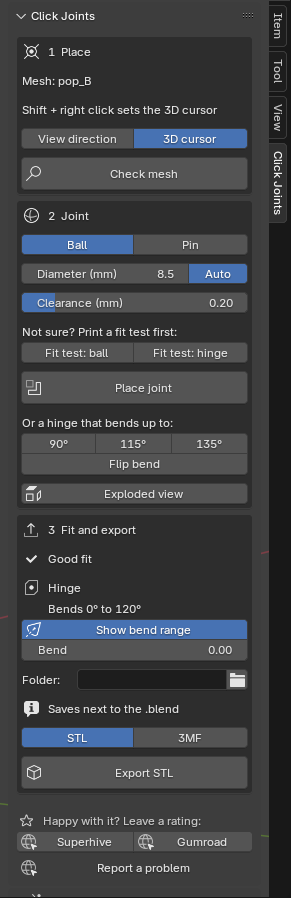 Click Joints
1 Place
Mesh: pop_B
Shift + right click sets the 3D cursor
View direction 3D cursor
Check mesh
2 Joint
Ball Pin
Diameter (mm) 8.5 Auto
Clearance (mm) 0.20
Not sure? Print a fit test first:
Fit test: ball Fit test: hinge
Place joint
Or a hinge that bends up to:
90° 115° 135°
Flip bend
Exploded view
3 Fit and export
Good fit
Hinge
Bends 0° to 120°
Show bend range
Bend 0.00
Folder:
Saves next to the .blend
STL 3MF
Export STL
Happy with it? Leave a rating:
Superhive Gumroad
Report a problem
Item
Tool
View
Click Joints